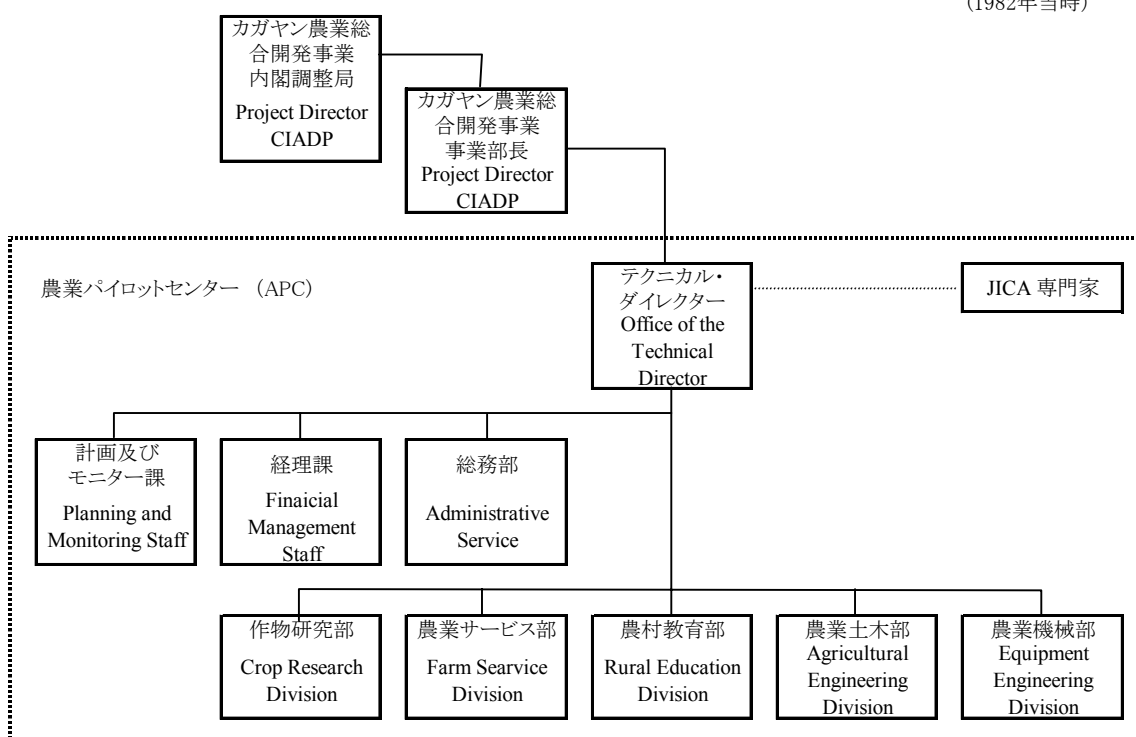 (1982年当時)
カガヤン農業総
合開発事業
内閣調整局
Project Director
CIADP
カガヤン農業総
合開発事業
事業部長
Project Director
CIADP
農業パイロットセンター (APC)
テクニカル・
ダイレクター
Office of the
Technical
Director
JICA 専門家
計画及び
モニター課
Planning and
Monitoring Staff
経理課
Finaicial
Management
Staff
総務部
Administrative
Service
作物研究部
Crop Research
Division
農業サービス部
Farm Searvice
Division
農村教育部
Rural Education
Division
農業土木部
Agricultural
Engineering
Division
農業機械部
Equipment
Engineering
Division